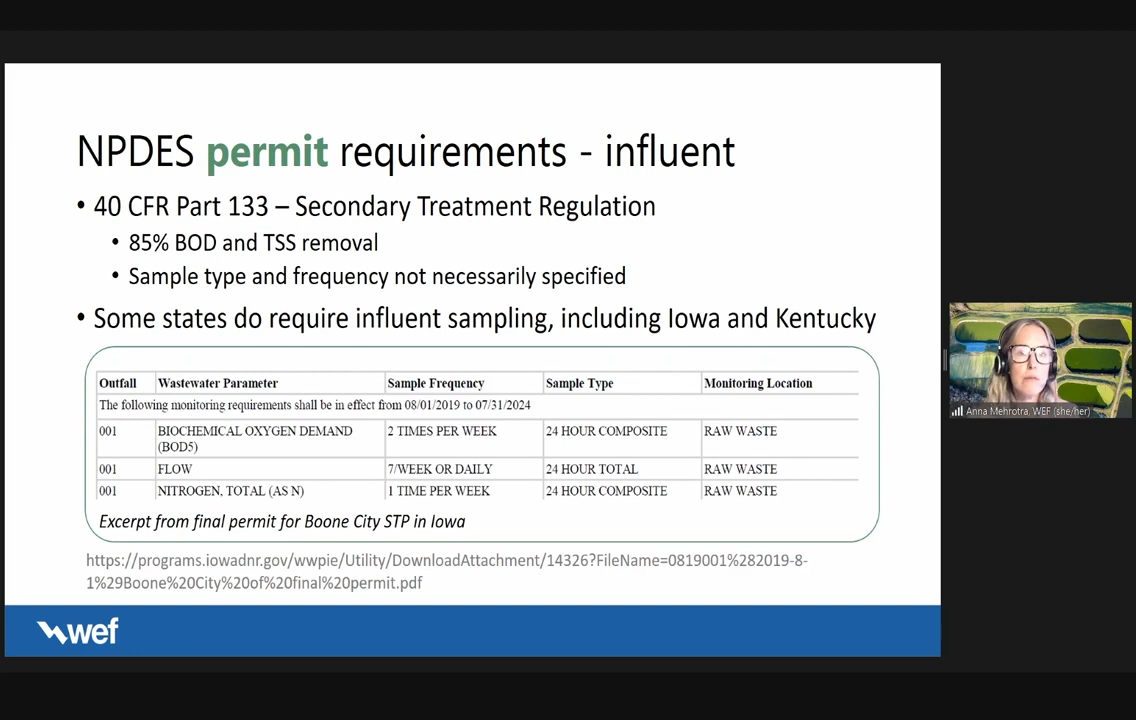 NPDES permit requirements - influent
• 40 CFR Part 133 – Secondary Treatment Regulation
• 85% BOD and TSS removal
• Sample type and frequency not necessarily specified
• Some states do require influent sampling, including Iowa and Kentucky
Outfall Wastewater Parameter Sample Frequency Sample Type Monitoring Location
The following monitoring requirements shall be in effect from 08/01/2019 to 07/31/2024
001 BIOCHEMICAL OXYGEN DEMAND 2 TIMES PER WEEK 24 HOUR COMPOSITE RAW WASTE
(BOD5)
001 FLOW 7/WEEK OR DAILY 24 HOUR TOTAL RAW WASTE
001 NITROGEN, TOTAL (AS N) 1 TIME PER WEEK 24 HOUR COMPOSITE RAW WASTE
Excerpt from final permit for Boone City STP in Iowa
https://programs.iowadnr.gov/wwpie/Utility/DownloadAttachment/14326?FileName=0819001%282019-8-
1%29Boone%20City%20of%20final%20permit.pdf
wef
Anna Mehrotra, WEF (she/her)